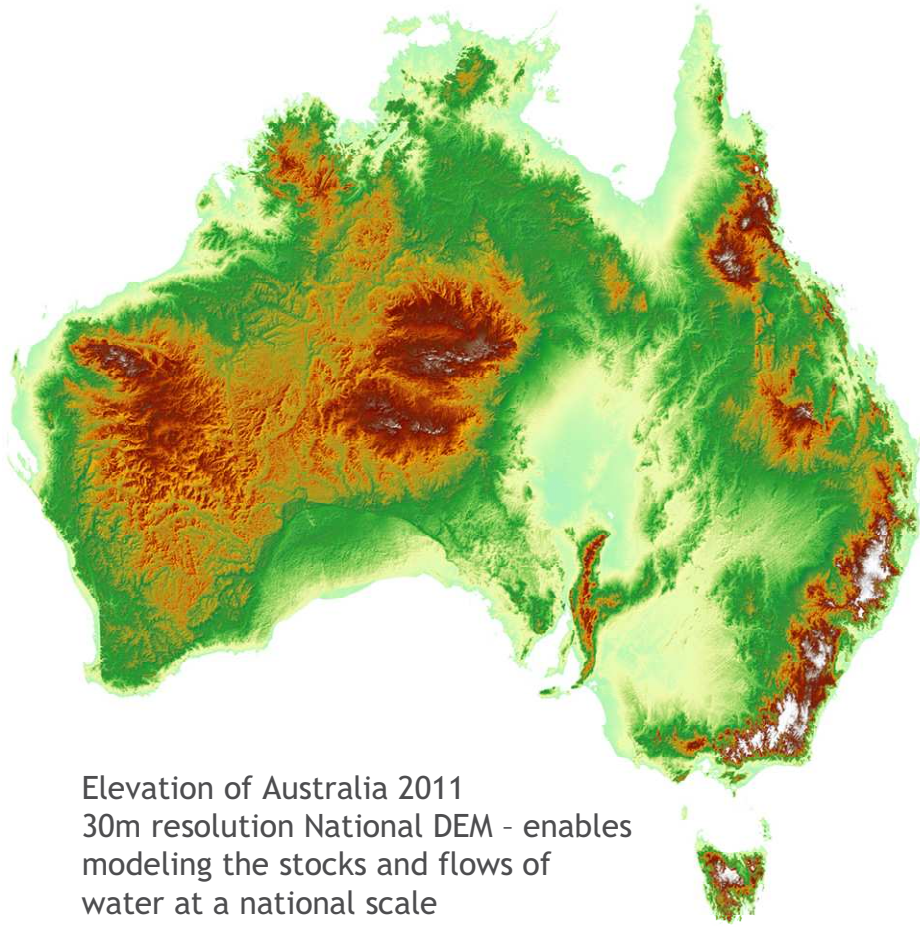 Elevation of Australia 2011
30m resolution National DEM – enables
modeling the stocks and flows of
water at a national scale